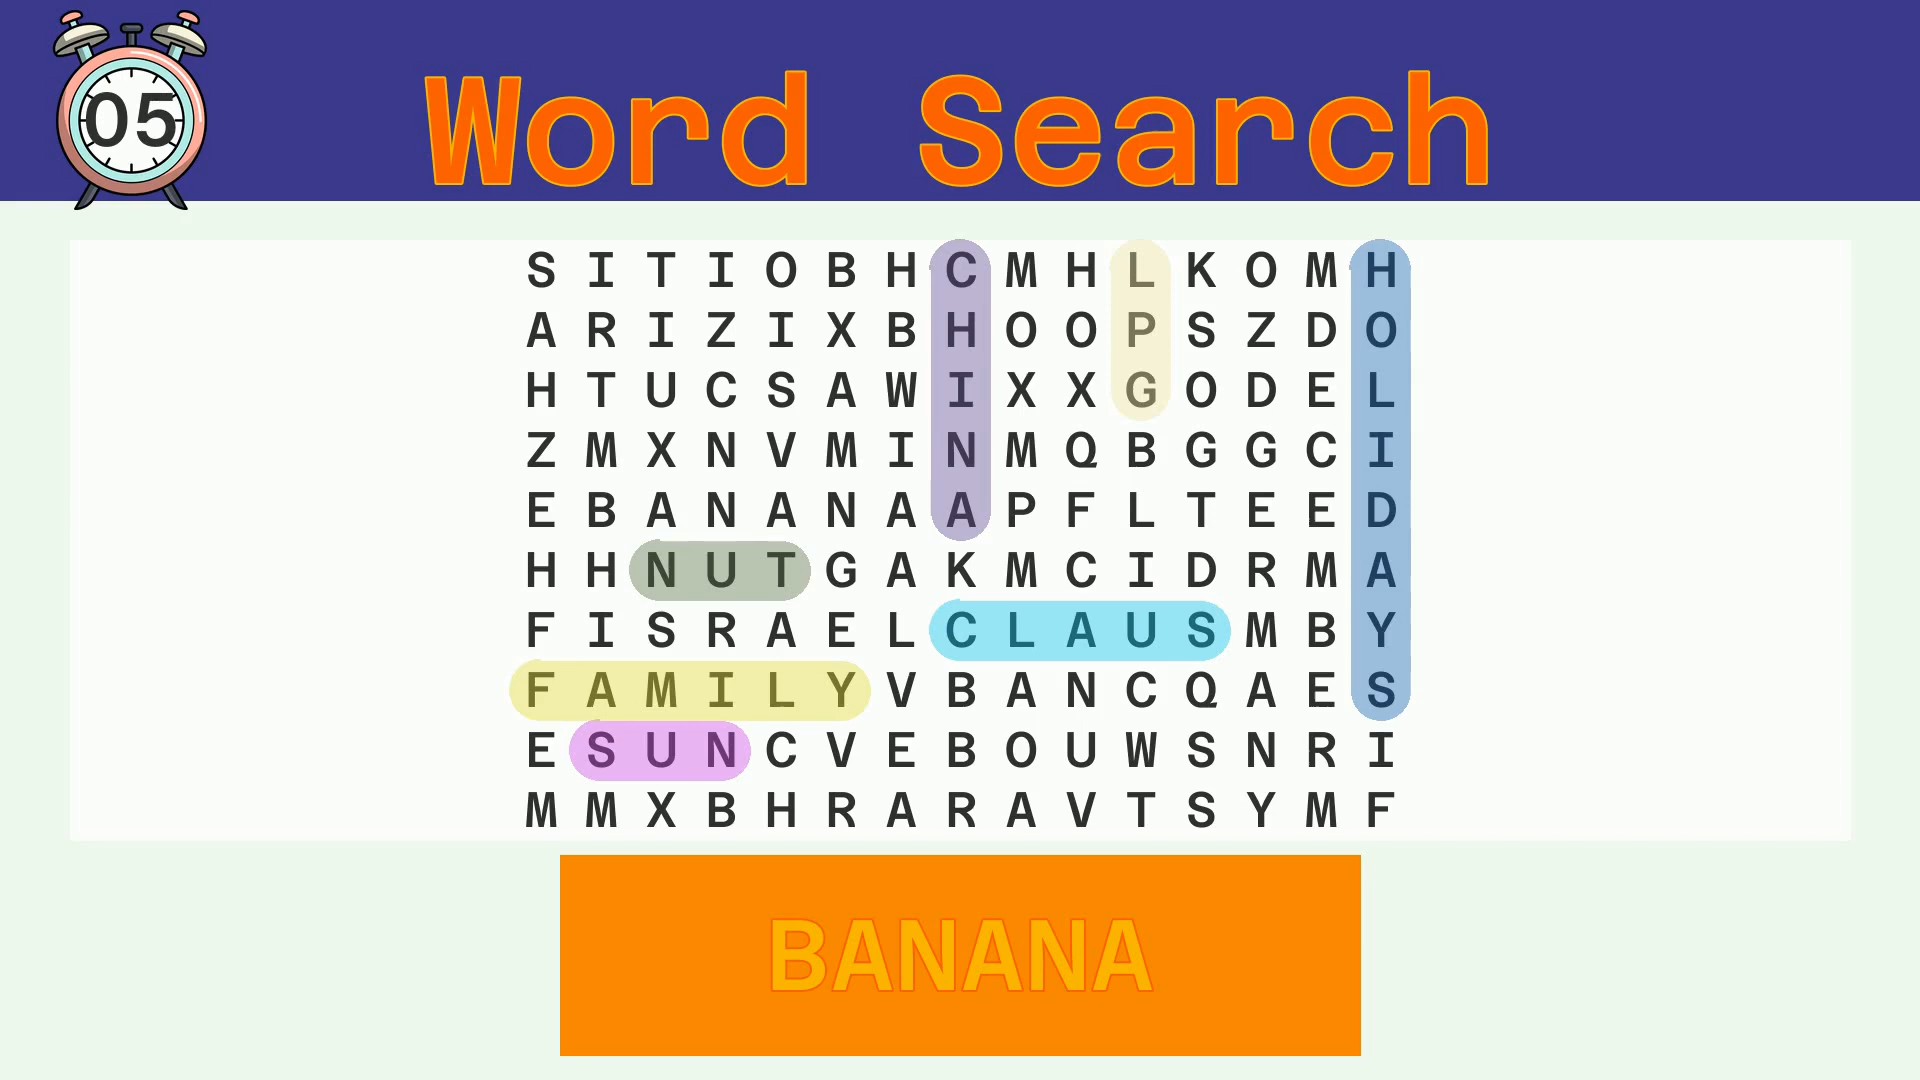 05
Word Search
S I T I O B H C M H L K O M H
A R I Z I X B H O O P S Z D O
H T U C S A W I X X G O D E L
Z M X N V M I N M Q B G G C I
E B A N A N A A P F L T E E D
H H N U T G A K M C I D R M A
F I S R A E L C L A U S M B Y
F A M I L Y V B A N C Q A E S
E S U N C V E B O U W S N R I
M M X B H R A R A V T S Y M F
BANANA